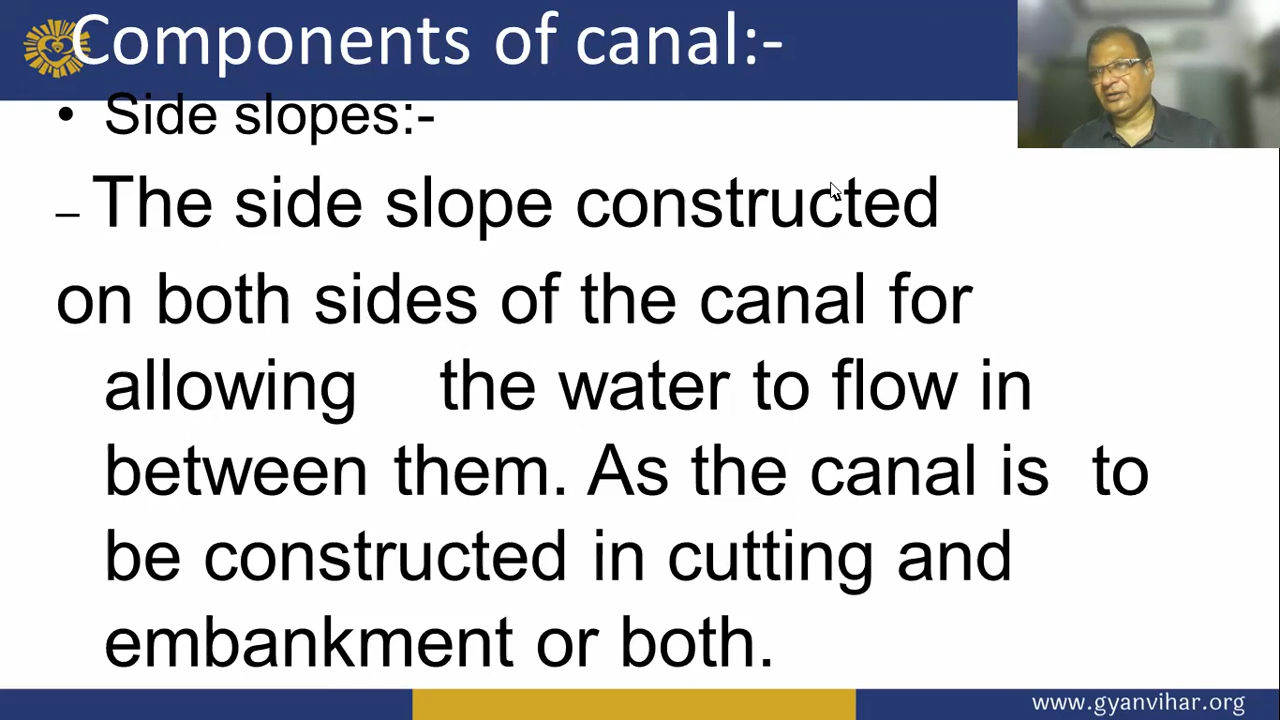 Components of canal:-
• Side slopes:-
– The side slope constructed
on both sides of the canal for
allowing the water to flow in
between them. As the canal is to
be constructed in cutting and
embankment or both.
www.gyanvihar.org